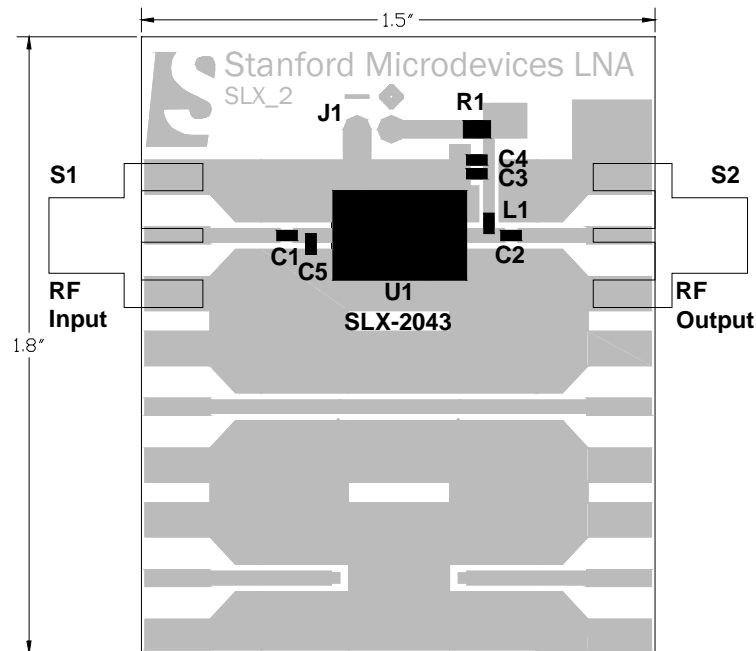 1.5"
Stanford Microdevices LNA
SLX_2
J1
R1
C4
C3
S1
S2
L1
C1
C5
C2
U1
RF
Input
RF
Output
SLX-2043
1.8"